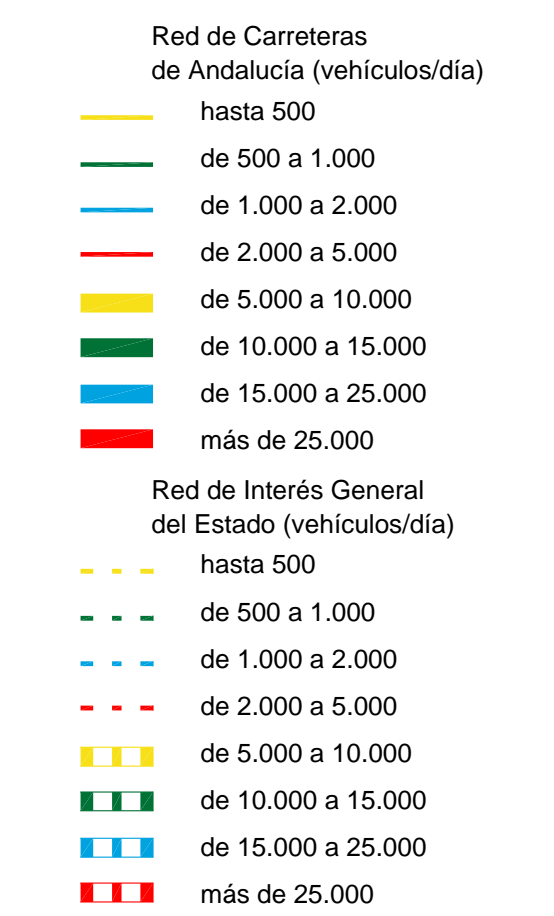 Red de Carreteras
de Andalucía (vehículos/día)
hasta 500
de 500 a 1.000
de 1.000 a 2.000
de 2.000 a 5.000
de 5.000 a 10.000
de 10.000 a 15.000
de 15.000 a 25.000
más de 25.000
Red de Interés General
del Estado (vehículos/día)
hasta 500
de 500 a 1.000
de 1.000 a 2.000
de 2.000 a 5.000
de 5.000 a 10.000
de 10.000 a 15.000
de 15.000 a 25.000
más de 25.000